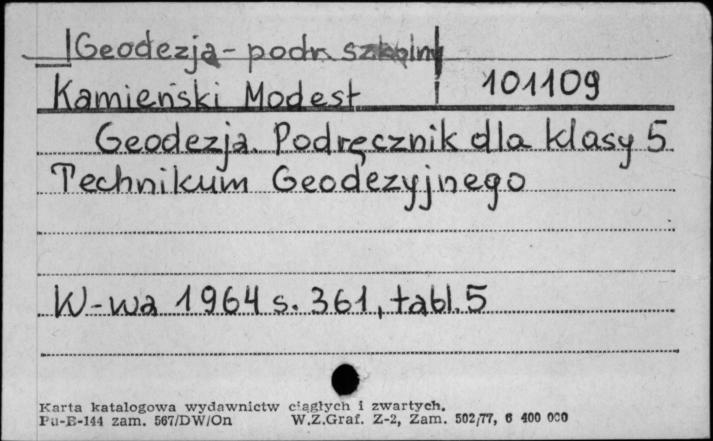 Geodezja - podr. szkolny
Kamieński Modest 101109
Geodezja. Podręcznik dla klasy 5
Technikum Geodezyjnego
W-wa 1964 s. 361, tabl. 5
Karta katalogowa wydawnictw ciągłych i zwartych.
Pu-B-144 zam. 567/DW/On W.Z.Graf. Z-2, Zam. 502/77, 6 400 000